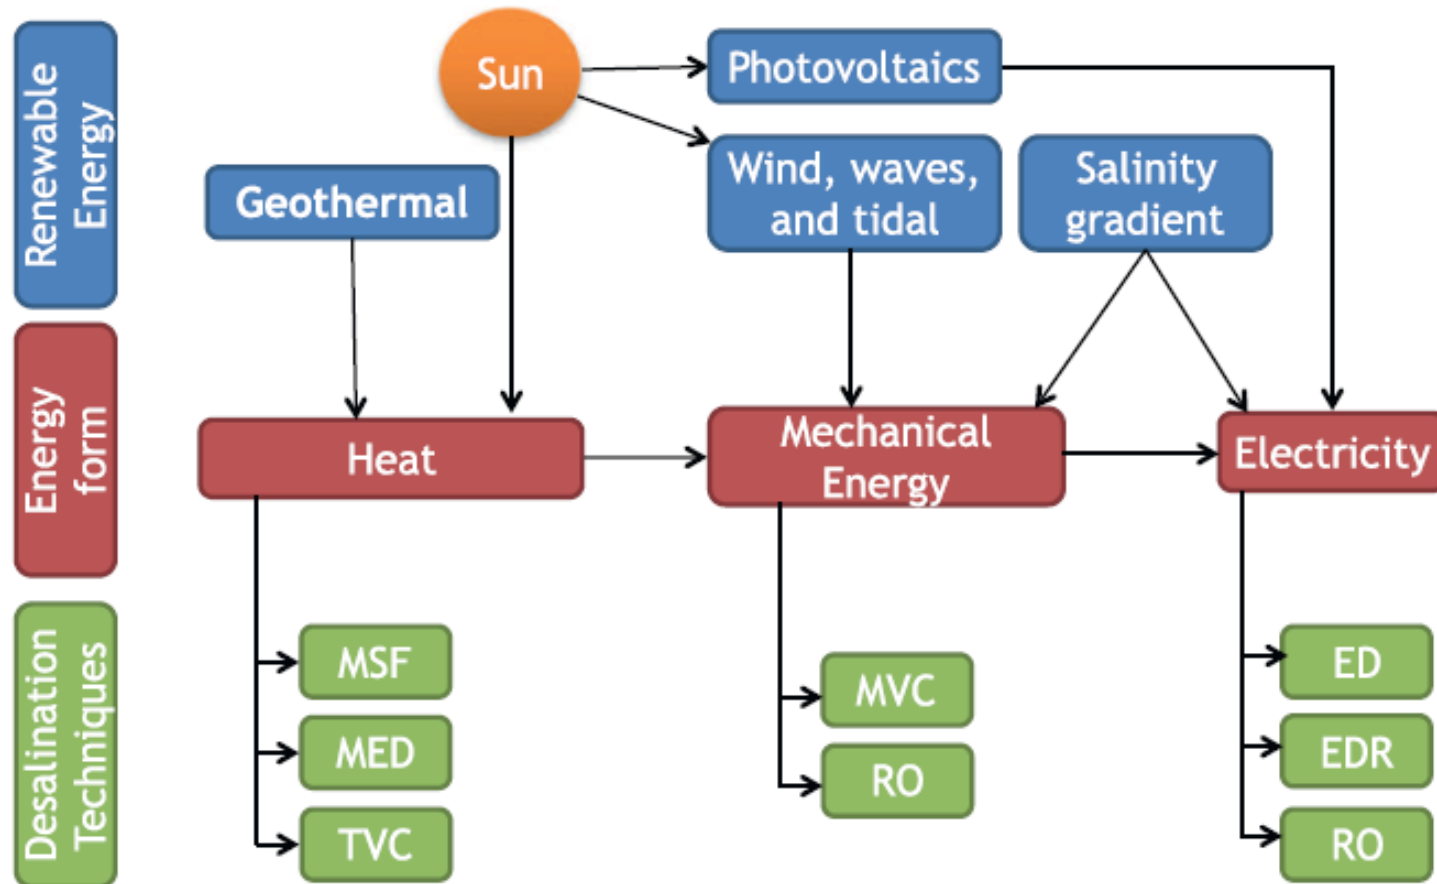 Renewable
Energy
Sun
Photovoltaics
Wind, waves,
and tidal
Salinity
gradient
Geothermal
Energy
form
Heat
Mechanical
Energy
Electricity
Desalination
Techniques
MSF
MED
TVC
MVC
RO
ED
EDR
RO